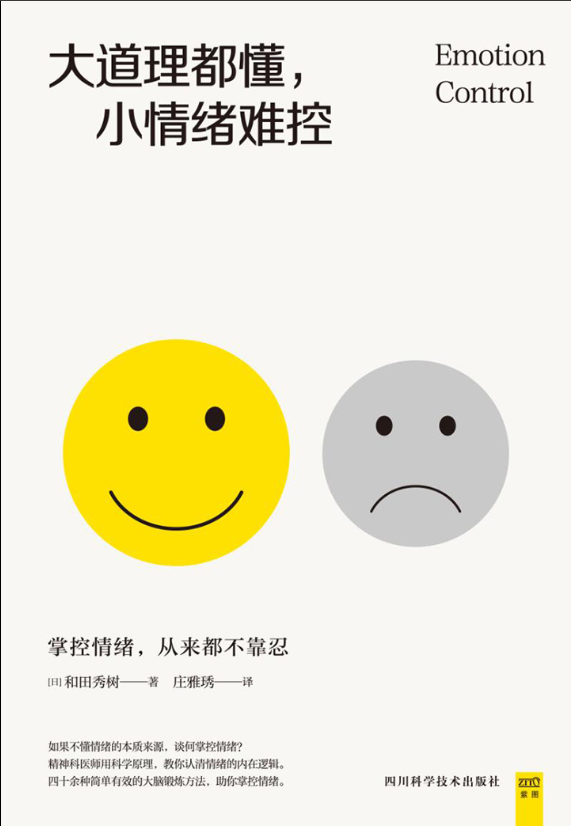 大道理都懂，
小情绪难控
Emotion
Control
掌控情绪，从来都不靠忍
[日]和田秀树——著 庄雅琇——译
如果不懂情绪的本质来源，谈何掌控情绪？
精神科医师用科学原理，教你认清情绪的内在逻辑。
四十余种简单有效的大脑锻炼方法，助你掌控情绪。
四川科学技术出版社
ZITO
紫图